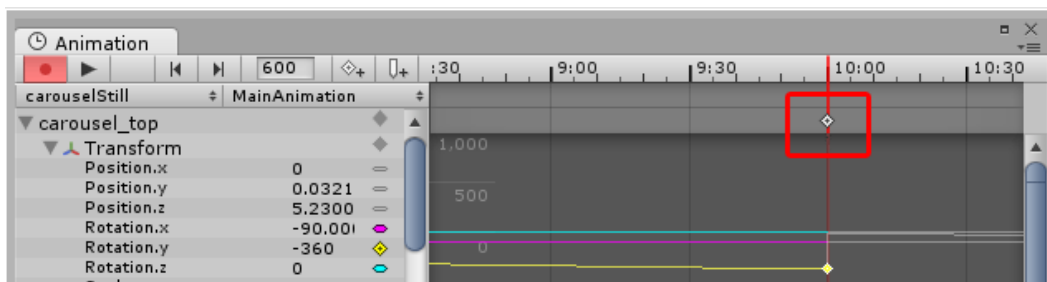 Animation
600 :30 9:00 9:30 10:00 10:30
carouselStill MainAnimation
carousel_top
1,000
Transform
Position.x 0
Position.y 0.0321
500
Position.z 5.2300
Rotation.x -90.00
Rotation.y -360
0
Rotation.z 0